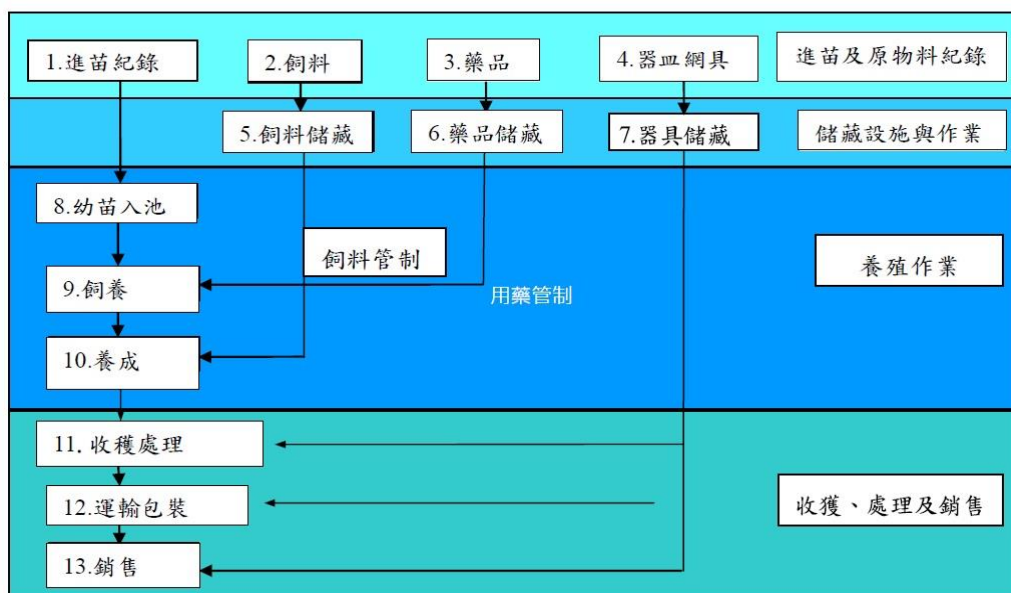 1.進苗紀錄
2.飼料
3.藥品
4.器皿網具
進苗及原物料紀錄
5.飼料儲藏
6.藥品儲藏
7.器具儲藏
儲藏設施與作業
8.幼苗入池
飼料管制
養殖作業
9.飼養
用藥管制
10.養成
11.收穫處理
12.運輸包裝
收獲、處理及銷售
13.銷售